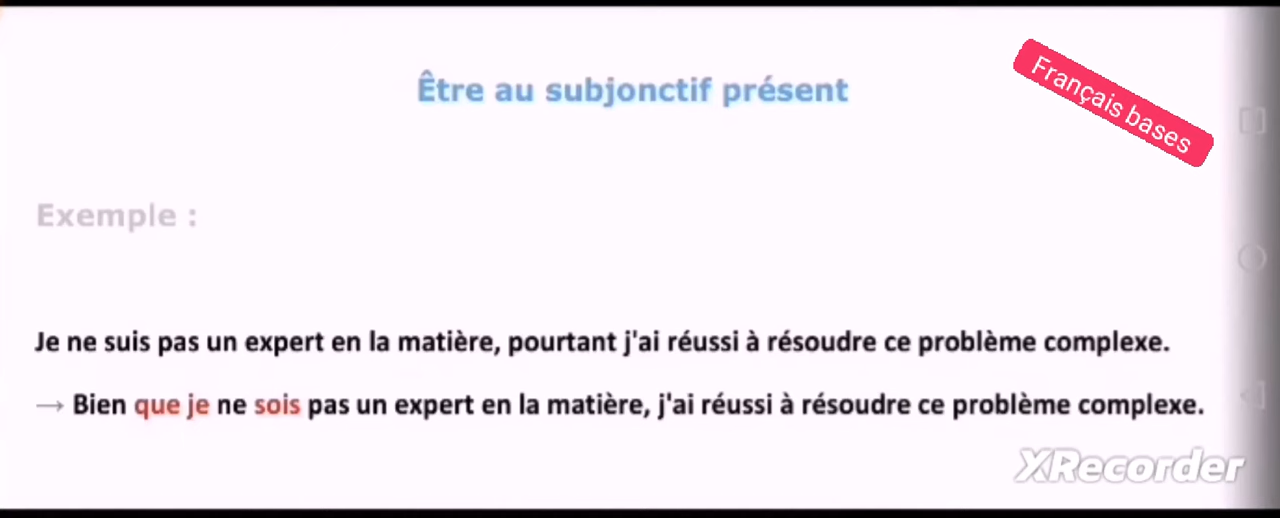 Être au subjonctif présent
Français bases
Exemple :
Je ne suis pas un expert en la matière, pourtant j'ai réussi à résoudre ce problème complexe.
→ Bien que je ne sois pas un expert en la matière, j'ai réussi à résoudre ce problème complexe.
XRecorder